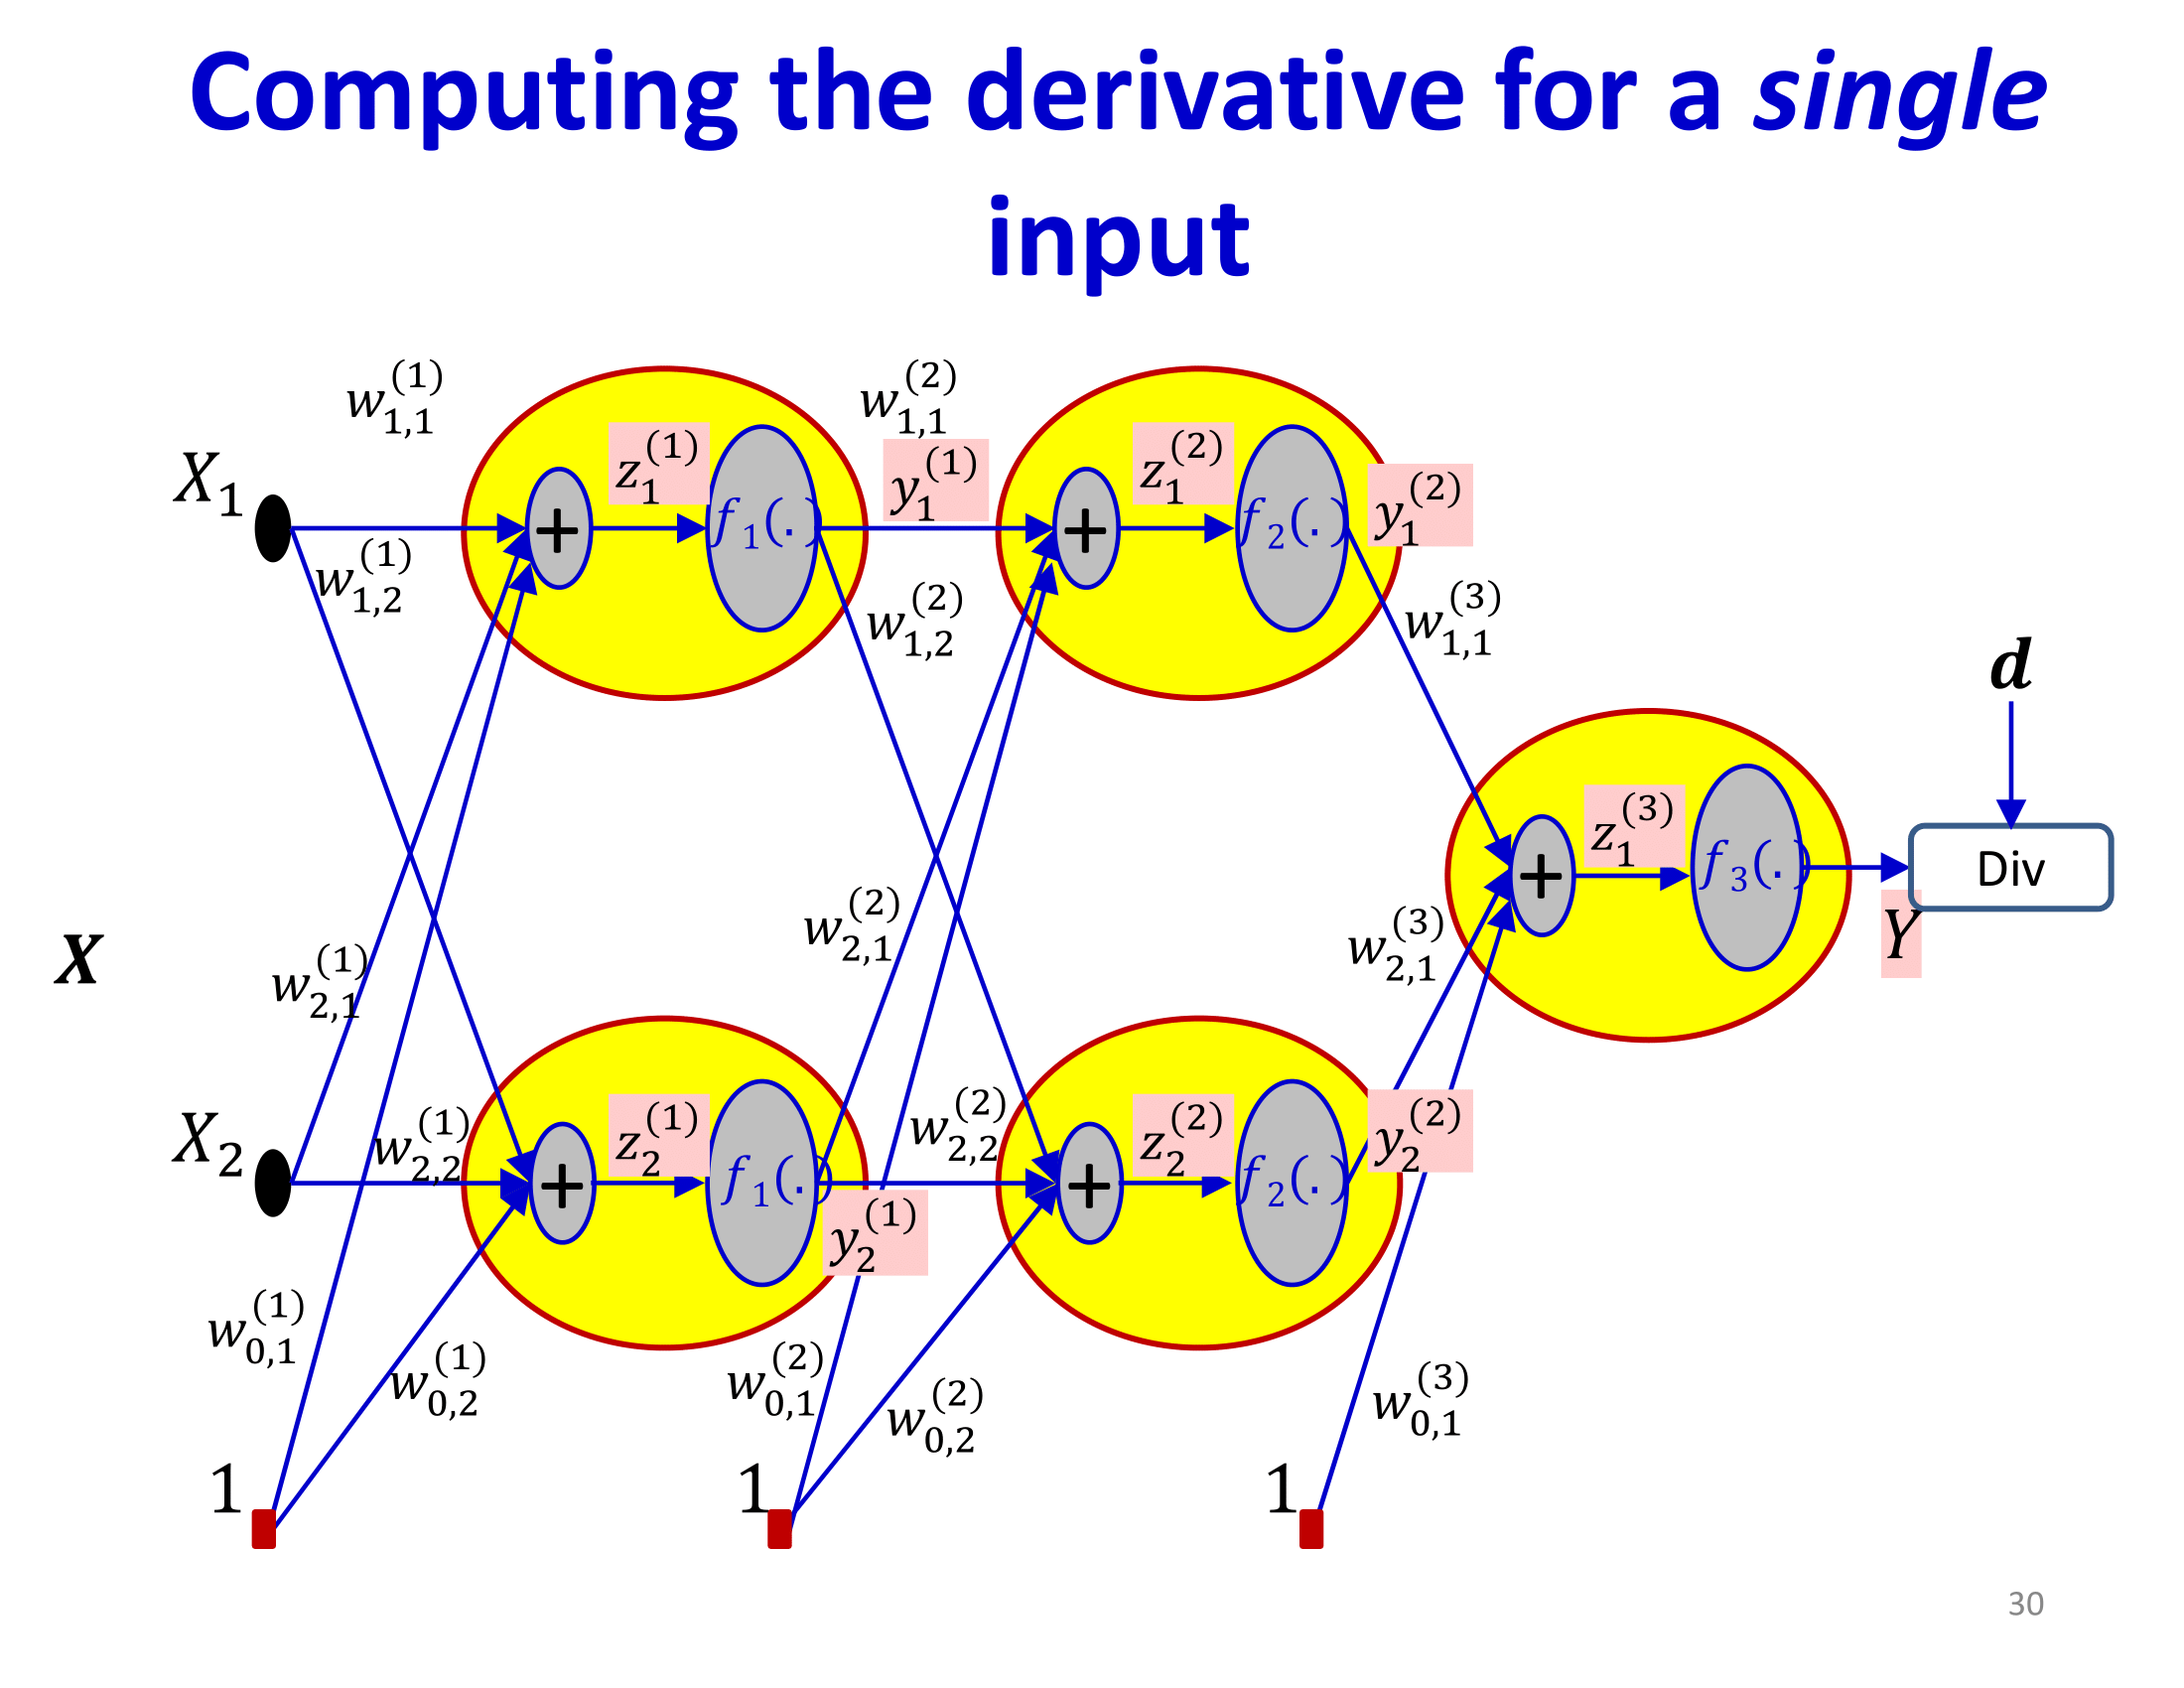 Computing the derivative for a single
input
w_{1,1}^{(1)}
w_{1,1}^{(2)}
X_1
z_1^{(1)}
f_1(.)
y_1^{(1)}
z_1^{(2)}
f_2(.)
y_1^{(2)}
+
+
w_{1,2}^{(1)}
w_{1,2}^{(2)}
w_{1,1}^{(3)}
d
z_1^{(3)}
f_3(.)
+
Div
Y
X
w_{2,1}^{(1)}
w_{2,1}^{(2)}
w_{2,1}^{(3)}
X_2
w_{2,2}^{(1)}
z_2^{(1)}
f_1(.)
w_{2,2}^{(2)}
z_2^{(2)}
f_2(.)
y_2^{(2)}
+
+
y_2^{(1)}
w_{0,1}^{(1)}
w_{0,2}^{(1)}
w_{0,1}^{(2)}
w_{0,2}^{(2)}
w_{0,1}^{(3)}
1
1
1
30